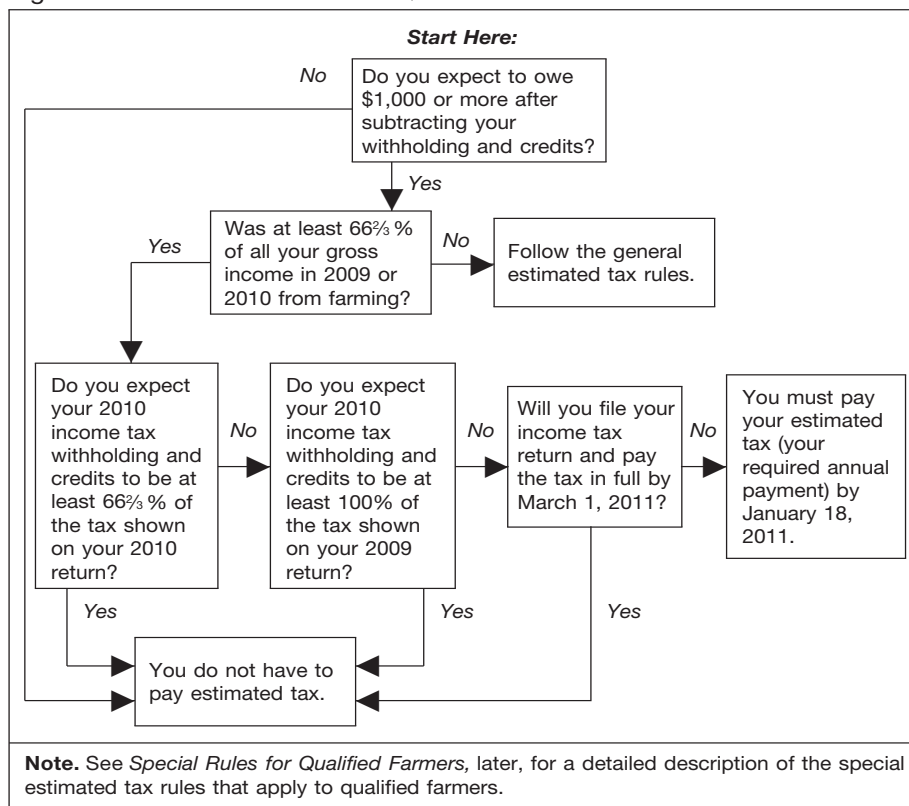 Start Here:
No
Do you expect to owe
$1,000 or more after
subtracting your
withholding and credits?
Yes
Was at least 66⅔ %
of all your gross
income in 2009 or
2010 from farming?
Yes
No
Follow the general
estimated tax rules.
Do you expect
your 2010
income tax
withholding and
credits to be at
least 66⅔ % of
the tax shown
on your 2010
return?
No
Do you expect
your 2010
income tax
withholding and
credits to be at
least 100% of
the tax shown
on your 2009
return?
No
Will you file your
income tax
return and pay
the tax in full by
March 1, 2011?
No
You must pay
your estimated
tax (your
required annual
payment) by
January 18,
2011.
Yes
Yes
Yes
You do not have to
pay estimated tax.
Note. See Special Rules for Qualified Farmers, later, for a detailed description of the special
estimated tax rules that apply to qualified farmers.